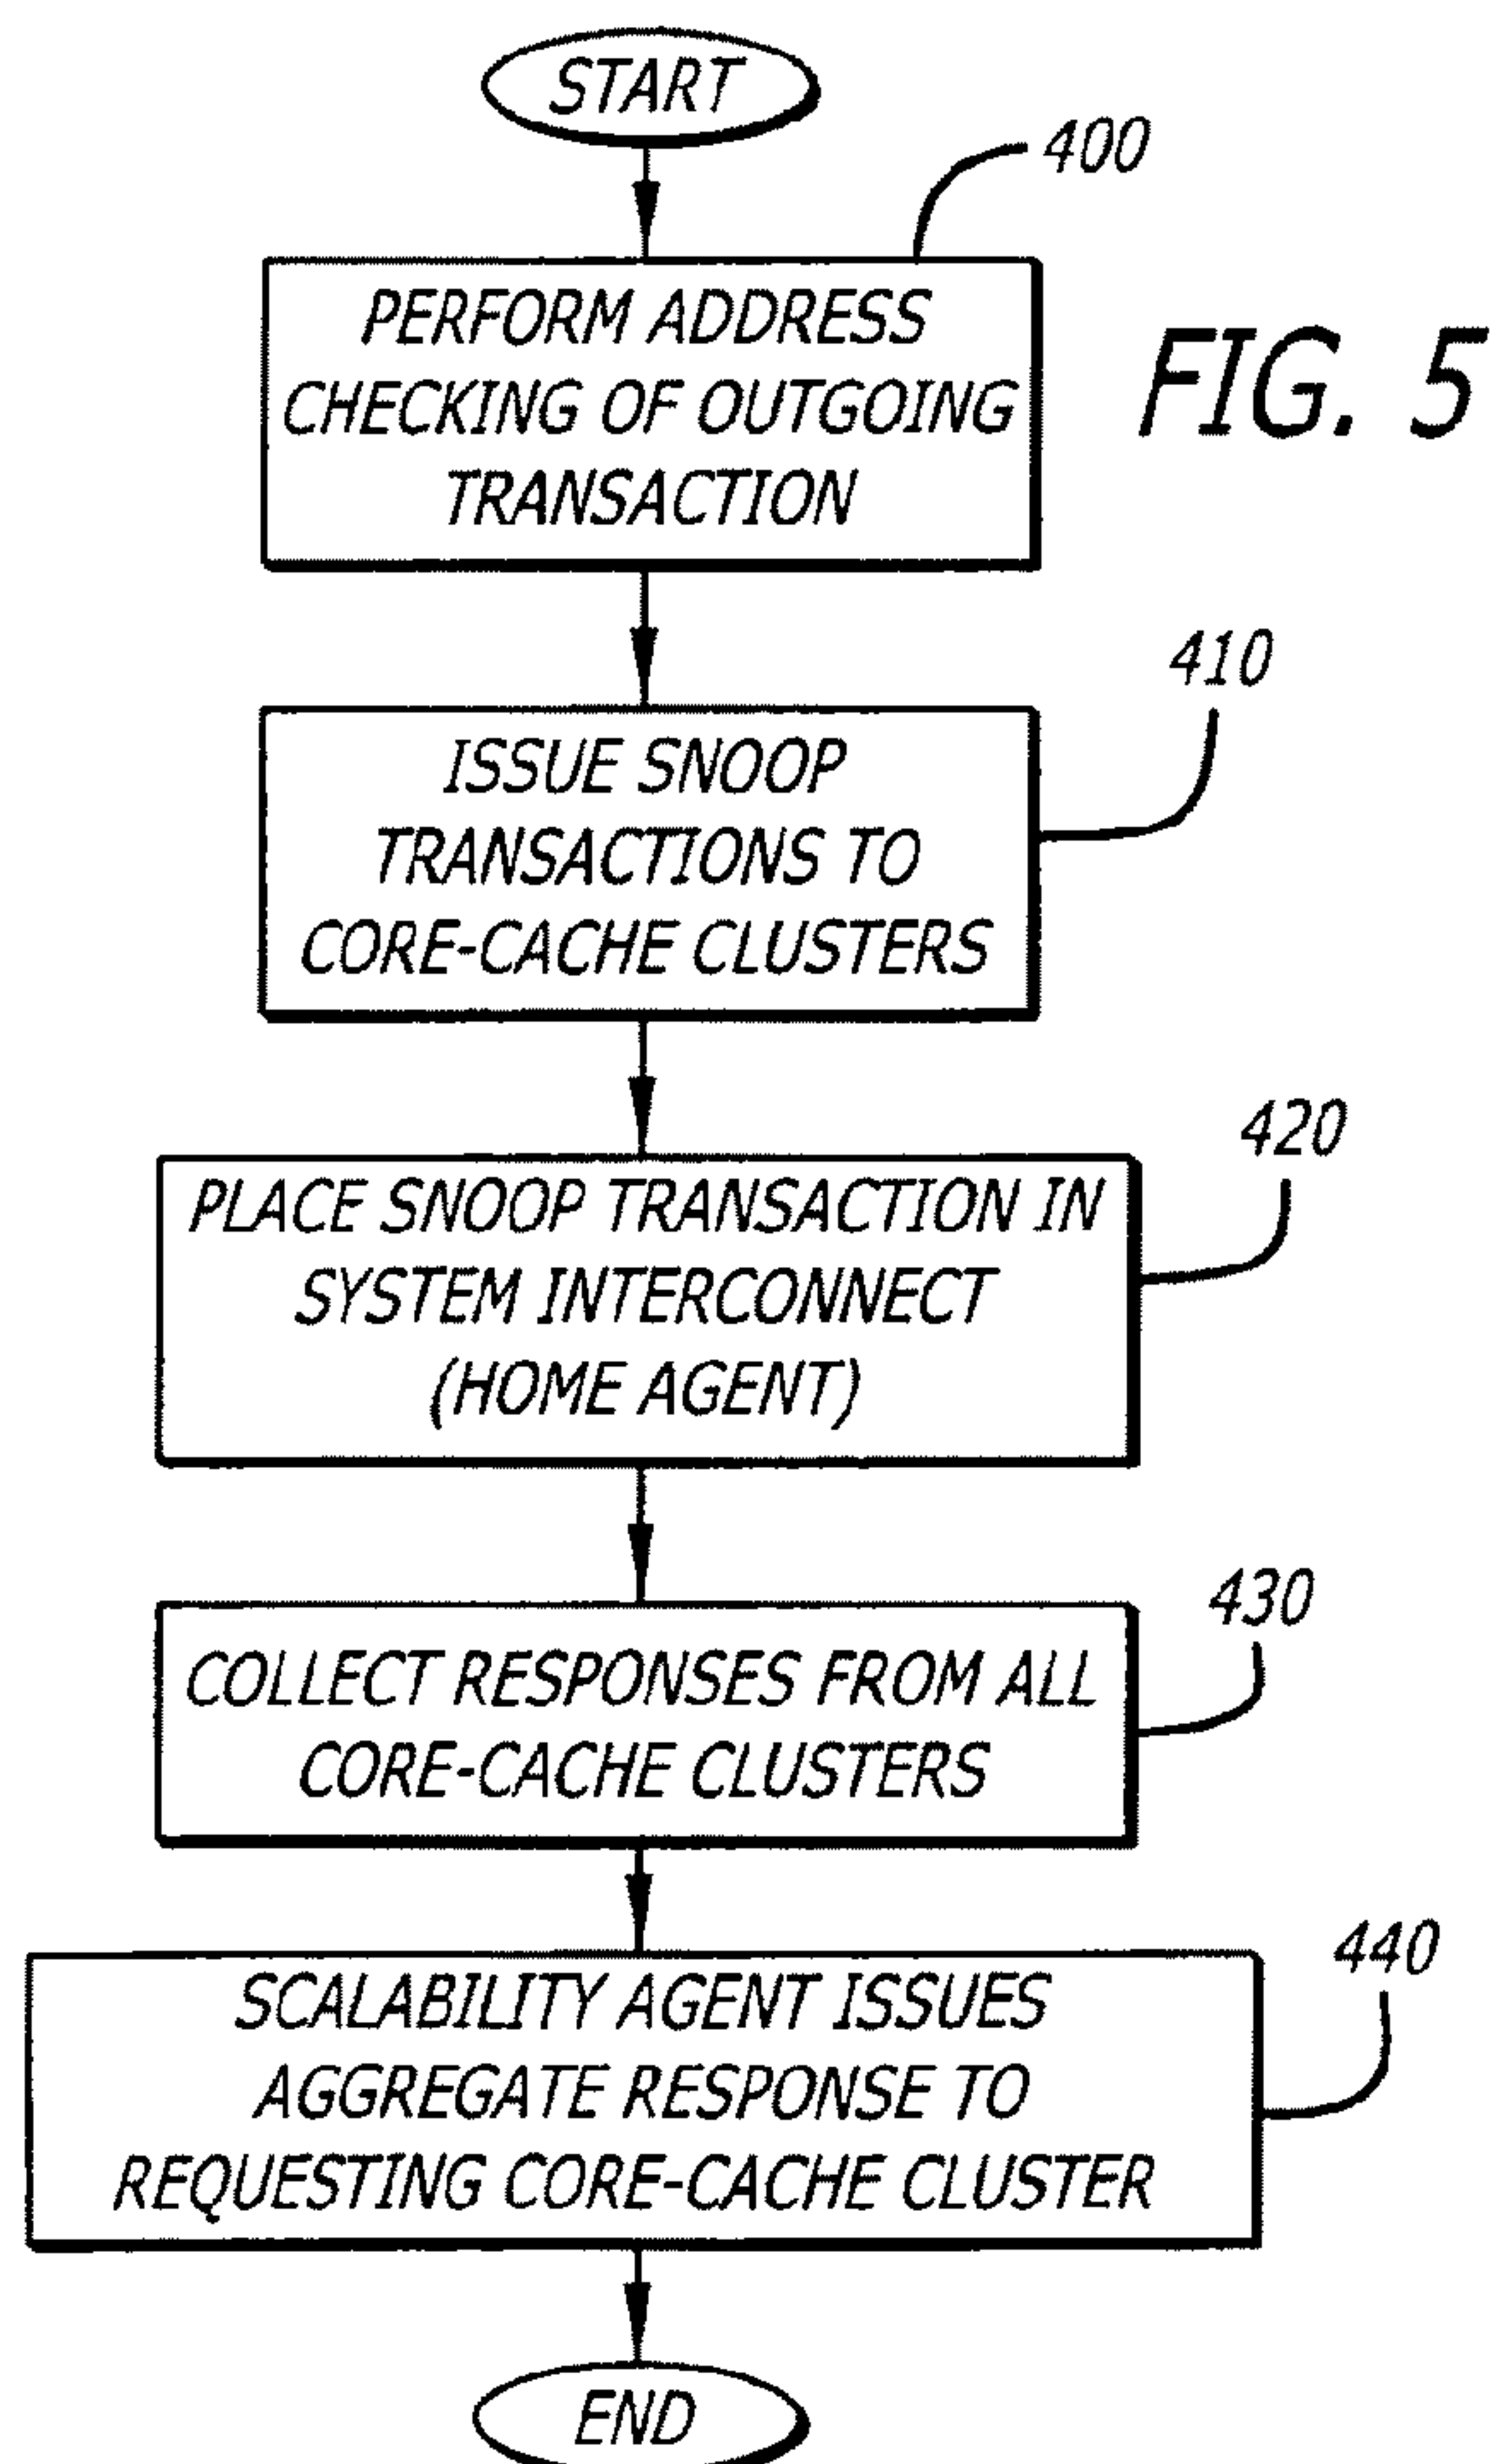 START
400
PERFORM ADDRESS
CHECKING OF OUTGOING
TRANSACTION
FIG. 5
410
ISSUE SNOOP
TRANSACTIONS TO
CORE-CACHE CLUSTERS
420
PLACE SNOOP TRANSACTION IN
SYSTEM INTERCONNECT
(HOME AGENT)
430
COLLECT RESPONSES FROM ALL
CORE-CACHE CLUSTERS
440
SCALABILITY AGENT ISSUES
AGGREGATE RESPONSE TO
REQUESTING CORE-CACHE CLUSTER
END